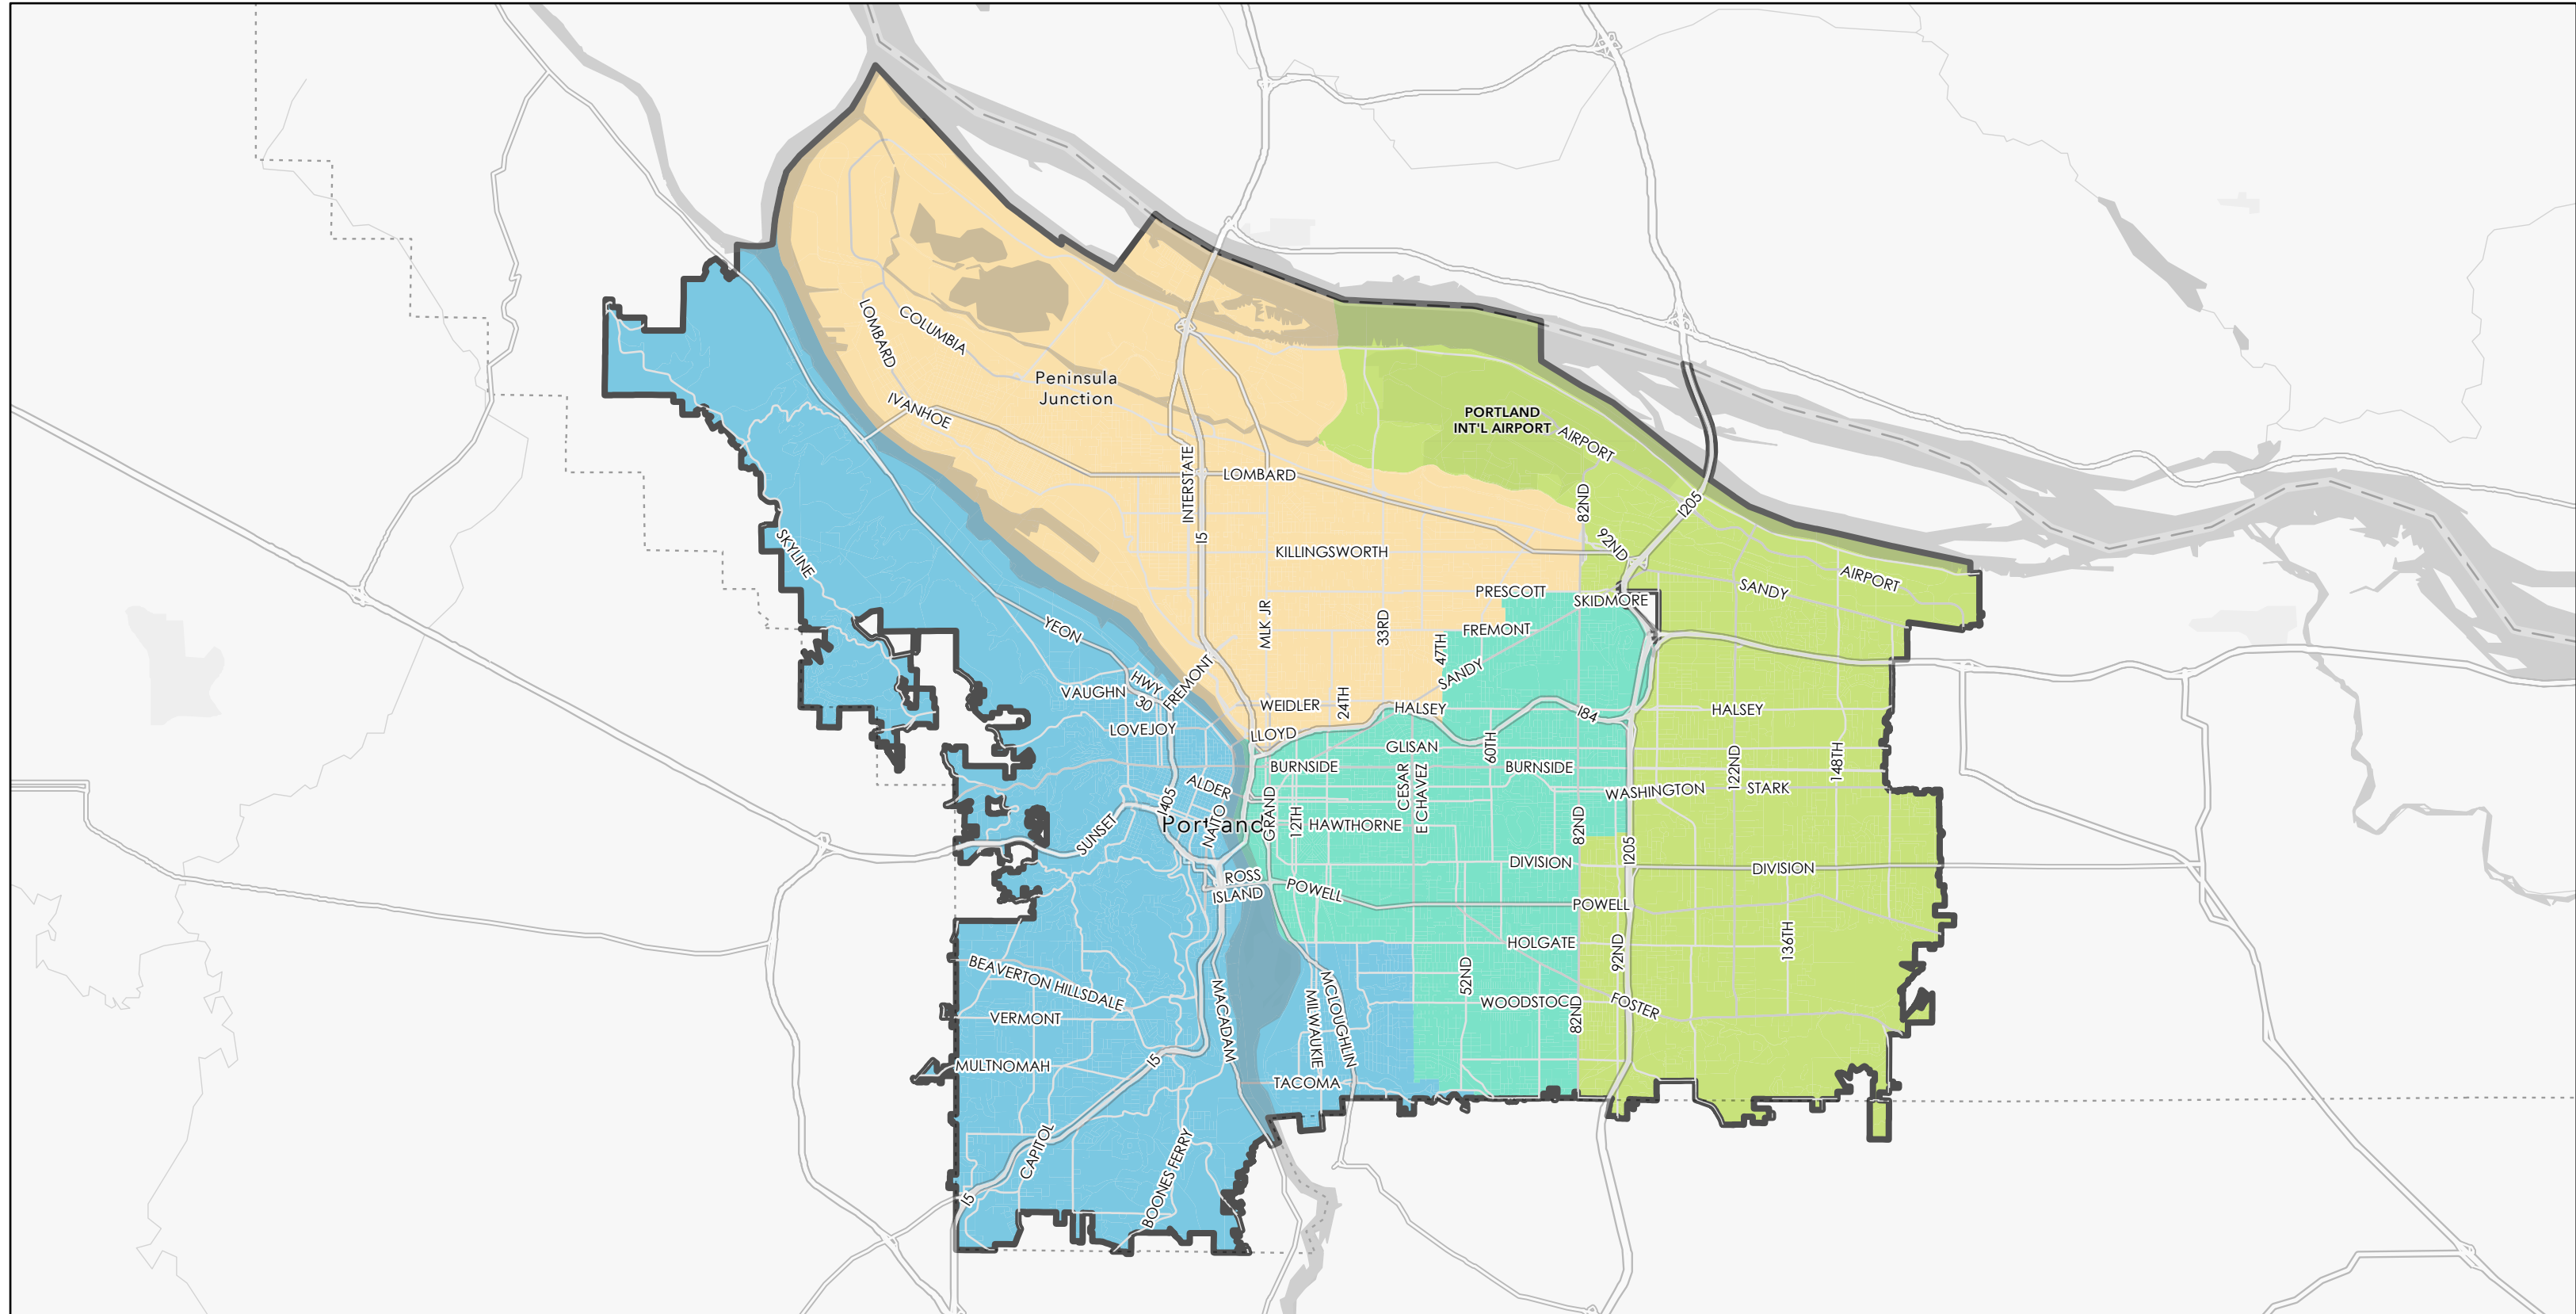 LOMBARD
COLUMBIA
Peninsula
Junction
IVANHOE
PORTLAND
INT'L AIRPORT
AIRPORT
INTERSTATE
LOMBARD
82ND
I205
SKYLINE
I5
KILLINGSWORTH
92ND
AIRPORT
SANDY
PRESCOTT
SKIDMORE
YEON
MLK JR
33RD
47TH
FREMONT
SANDY
HWY
30
FREMONT
VAUGHN
WEIDLER
24TH
HALSEY
I84
HALSEY
LOVEJOY
LLOYD
GLISAN
60TH
BURNSIDE
BURNSIDE
122ND
148TH
ALDER
I405
CESAR
E CHAVEZ
WASHINGTON
STARK
Portland
NAITO
GRAND
12TH
HAWTHORNE
82ND
SUNSET
I205
DIVISION
DIVISION
ROSS
ISLAND
POWELL
POWELL
HOLGATE
92ND
136TH
BEAVERTON HILLSDALE
52ND
VERMONT
MACADAM
MILWAUKIE
MCLOUGHLIN
WOODSTOC
82ND
FOSTER
MULTNOMAH
I5
TACOMA
CAPITOL
BOONES FERRY
I5